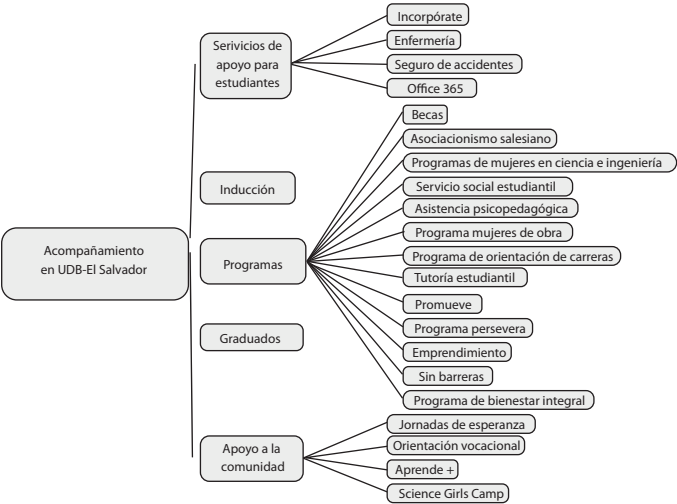 Acompañamiento
en UDB-El Salvador
Serivicios de
apoyo para
estudiantes
Incorpórate
Enfermería
Seguro de accidentes
Office 365
Inducción
Programas
Becas
Asociacionismo salesiano
Programas de mujeres en ciencia e ingeniería
Servicio social estudiantil
Asistencia psicopedagógica
Programa mujeres de obra
Programa de orientación de carreras
Tutoría estudiantil
Promueve
Programa persevera
Emprendimiento
Sin barreras
Programa de bienestar integral
Graduados
Apoyo a la
comunidad
Jornadas de esperanza
Orientación vocacional
Aprende +
Science Girls Camp